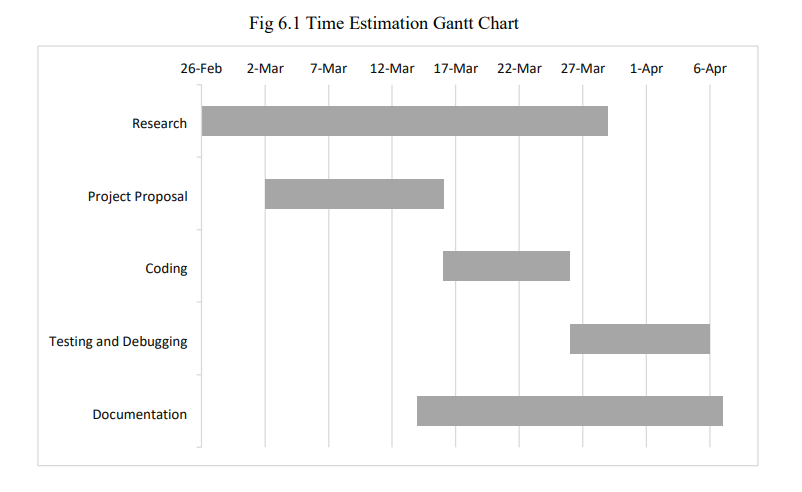 Fig 6.1 Time Estimation Gantt Chart
26-Feb 2-Mar 7-Mar 12-Mar 17-Mar 22-Mar 27-Mar 1-Apr 6-Apr
Research
Project Proposal
Coding
Testing and Debugging
Documentation